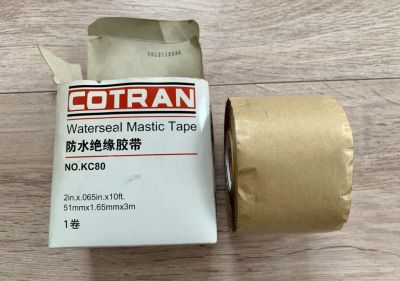 COTRAN
Waterseal Mastic Tape
防水绝缘胶带
NO.KC80
2in.x.065in.x10ft.
51mmx1.65mmx3m
1卷